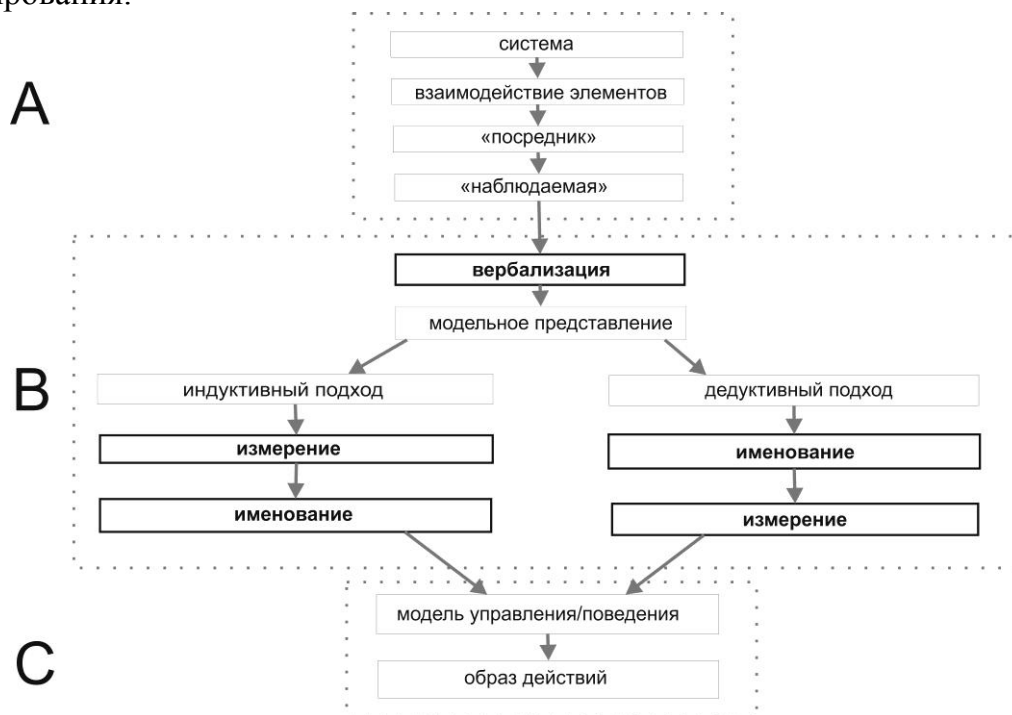 система
A
взаимодействие элементов
«посредник»
«наблюдаемая»
вербализация
модельное представление
B
индуктивный подход
дедуктивный подход
измерение
именование
именование
измерение
модель управления/поведения
C
образ действий